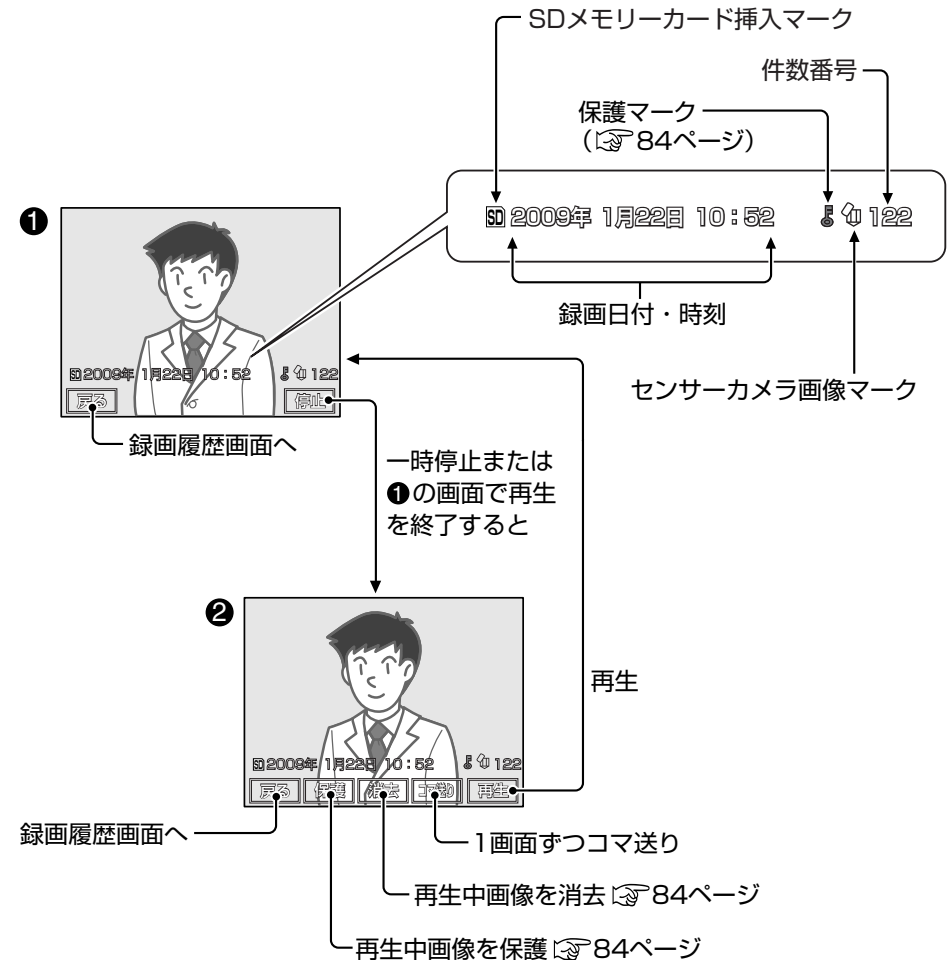 SDメモリーカード挿入マーク
件数番号
保護マーク
(☞84ページ)
SD 2009年 1月22日 10:52 122
録画日付・時刻
センサーカメラ画像マーク
❶
SD 2009年 1月22日 10:52 122
戻る 停止
録画履歴画面へ
一時停止または
❶の画面で再生
を終了すると
❷
再生
SD 2009年 1月22日 10:52 122
戻る 保護 消去 コマ送り 再生
録画履歴画面へ
1画面ずつコマ送り
再生中画像を消去☞84ページ
再生中画像を保護☞84ページ